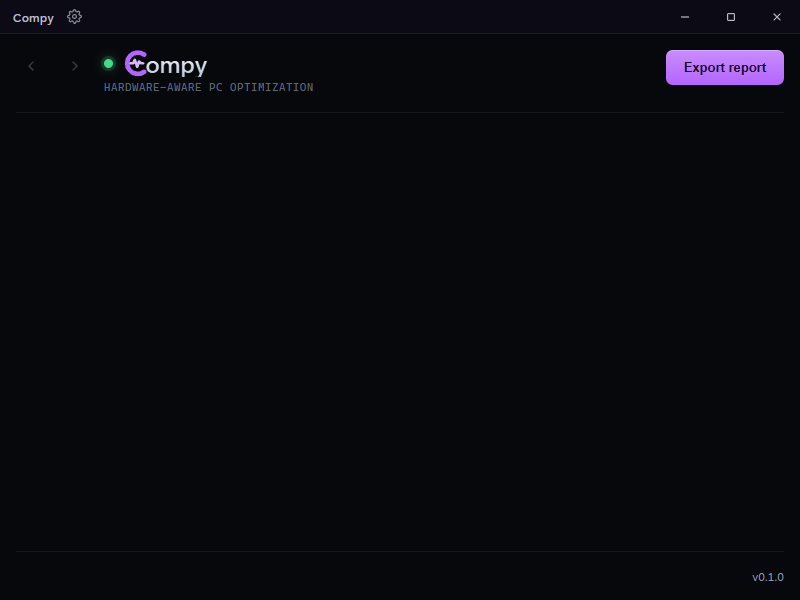 Compy
Compy
Export report
HARDWARE-AWARE PC OPTIMIZATION
v0.1.0